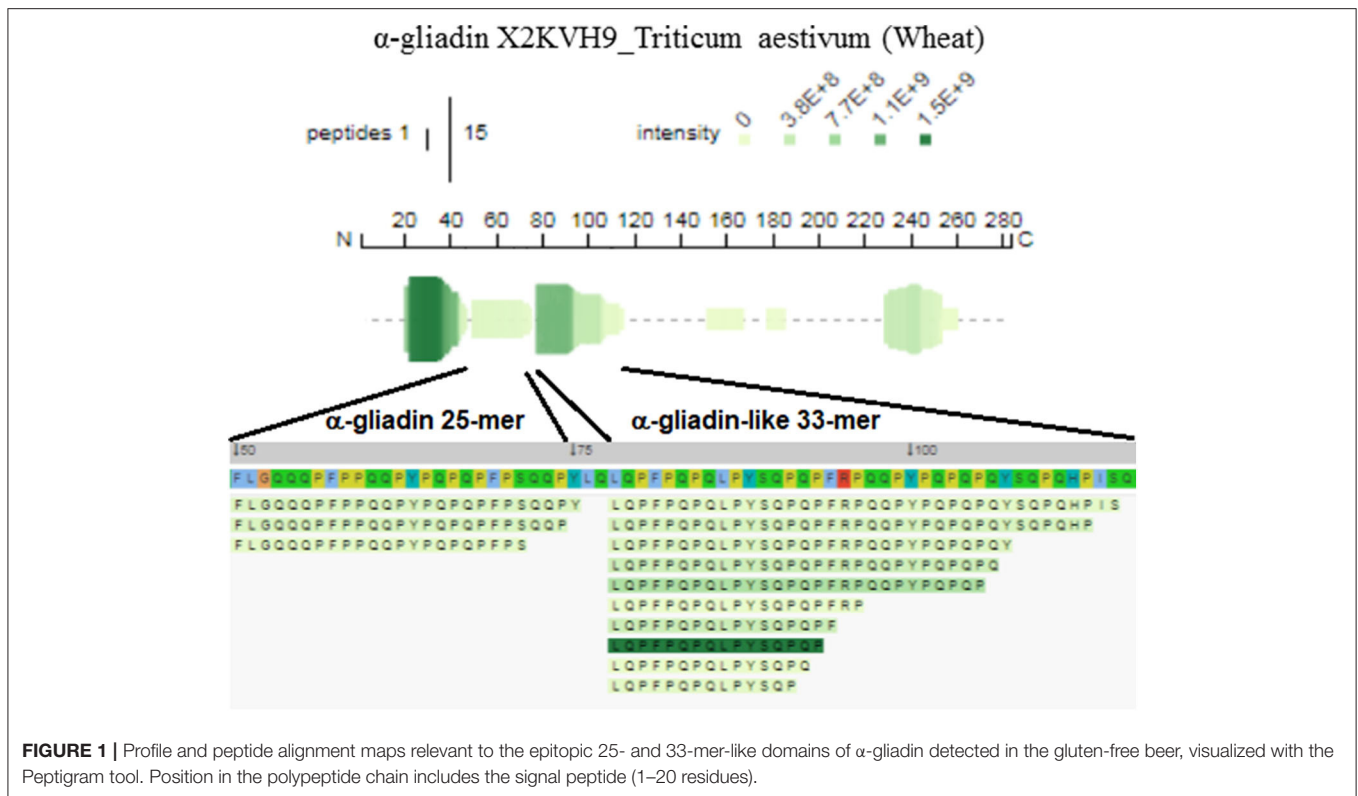 α-gliadin X2KVH9_Triticum aestivum (Wheat)
peptides 1 15 intensity 0 3.8E+8 7.7E+8 1.1E+9 1.5E+9
20 40 60 80 100 120 140 160 180 200 220 240 260 280
N C
α-gliadin 25-mer α-gliadin-like 33-mer
50 75 100
FLGQQQPFPPQQPYPQPQPFPSQQPYLQLQPFPQPQLPYSQPQPFRPQQPYPQPQPQYSQPQHPISQ
FLGQQQPFPPQQPYPQPQPFPSQQPY LQPFPQPQLPYSQPQPFRPQQPYPQPQPQYSQPQHPIS
FLGQQQPFPPQQPYPQPQPFPSQQP LQPFPQPQLPYSQPQPFRPQQPYPQPQPQYSQPQHP
FLGQQQPFPPQQPYPQPQPFPS LQPFPQPQLPYSQPQPFRPQQPYPQPQPQY
LQPFPQPQLPYSQPQPFRPQQPYPQPQPQ
LQPFPQPQLPYSQPQPFRPQQPYPQPQP
LQPFPQPQLPYSQPQPFRP
LQPFPQPQLPYSQPQPF
LQPFPQPQLPYSQPQP
LQPFPQPQLPYSQPQ
LQPFPQPQLPYSQP
FIGURE 1 | Profile and peptide alignment maps relevant to the epitopic 25- and 33-mer-like domains of α-gliadin detected in the gluten-free beer, visualized with the
Peptigram tool. Position in the polypeptide chain includes the signal peptide (1–20 residues).